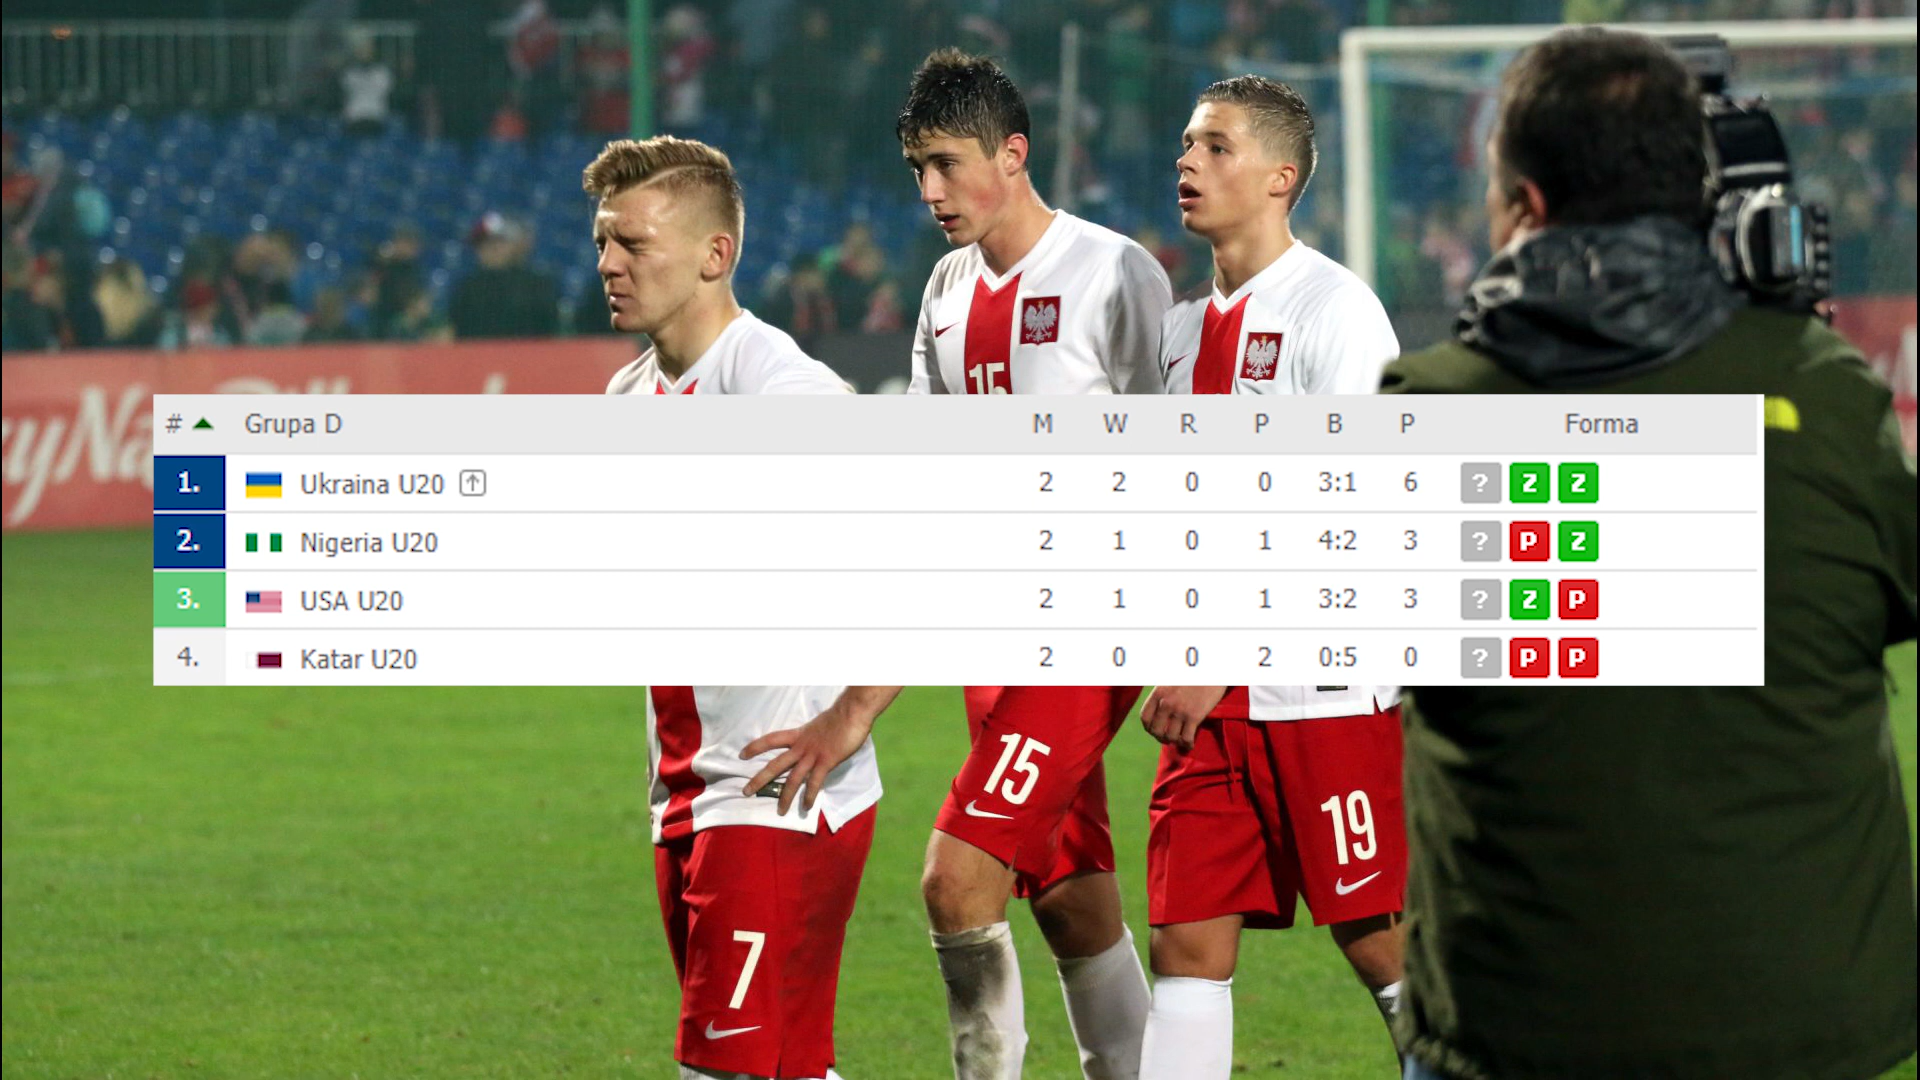 yNa
15
# Grupa D M W R P B P Forma
1. Ukraina U20 2 2 0 0 3:1 6 ? Z Z
2. Nigeria U20 2 1 0 1 4:2 3 ? P Z
3. USA U20 2 1 0 1 3:2 3 ? Z P
4. Katar U20 2 0 0 2 0:5 0 ? P P
15
19
7